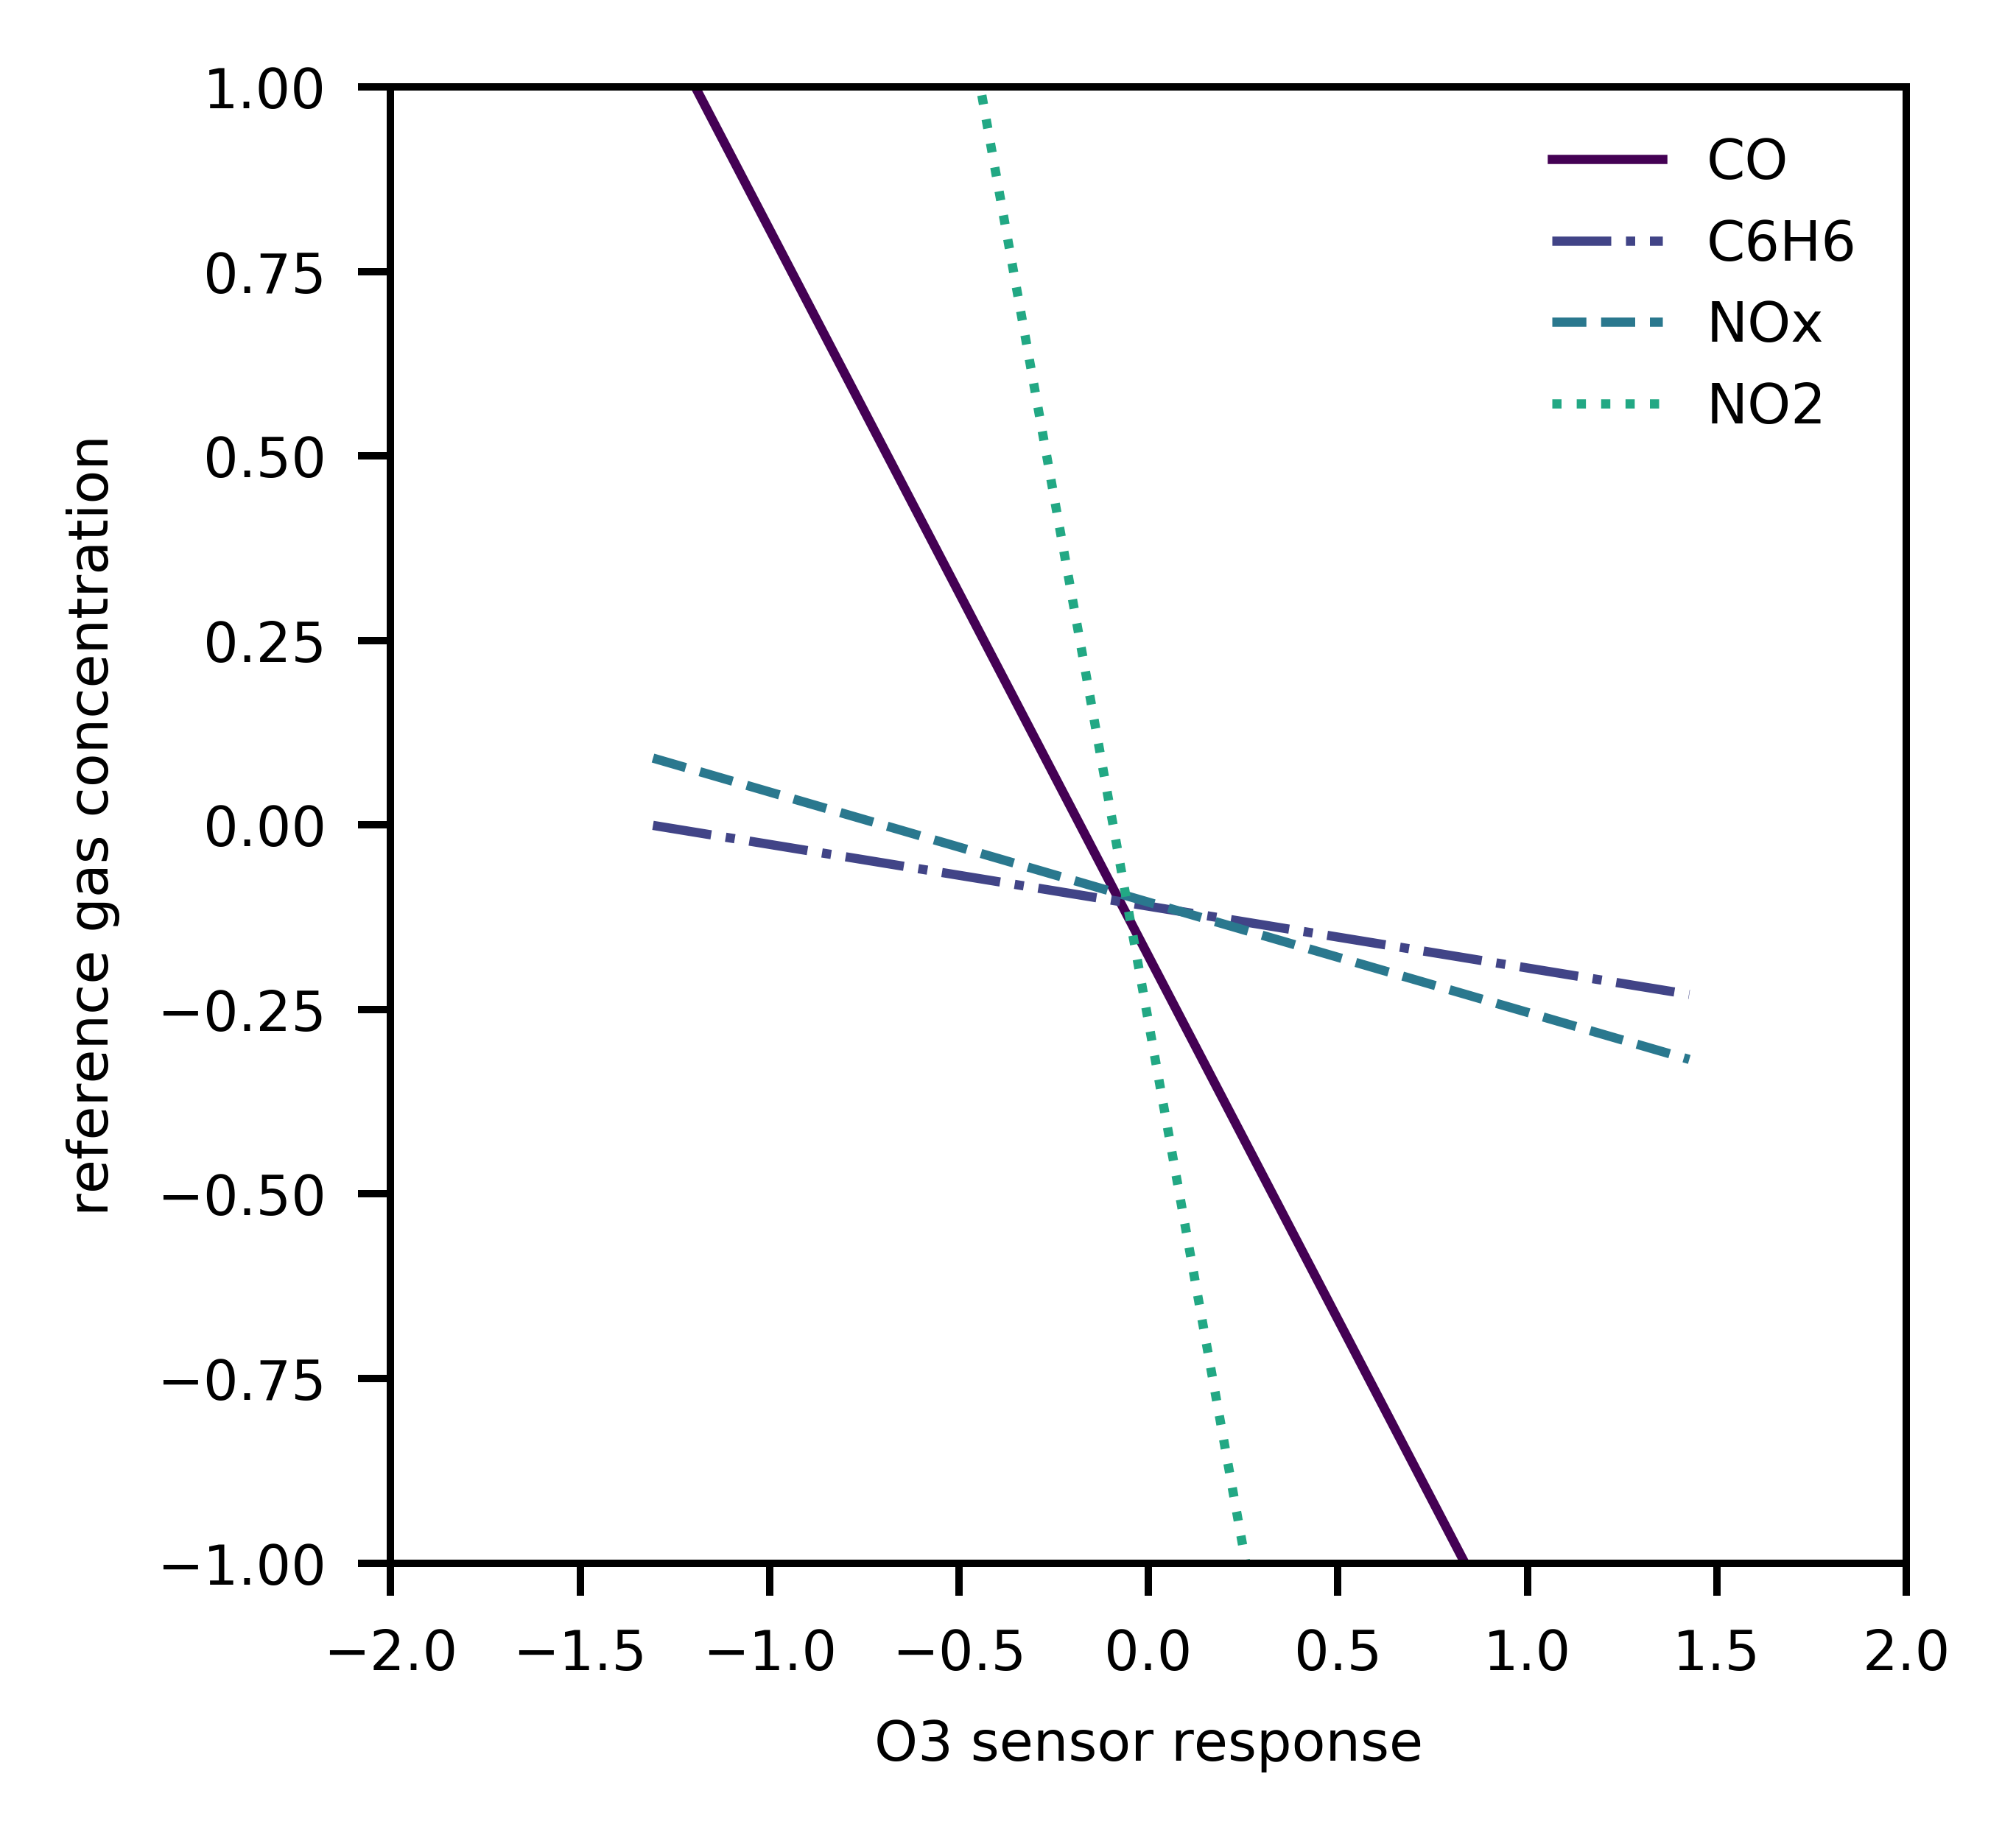 1.00
0.75
0.50
0.25
0.00
−0.25
−0.50
−0.75
−1.00
reference gas concentration
CO
C6H6
NOx
NO2
−2.0 −1.5 −1.0 −0.5 0.0 0.5 1.0 1.5 2.0
O3 sensor response